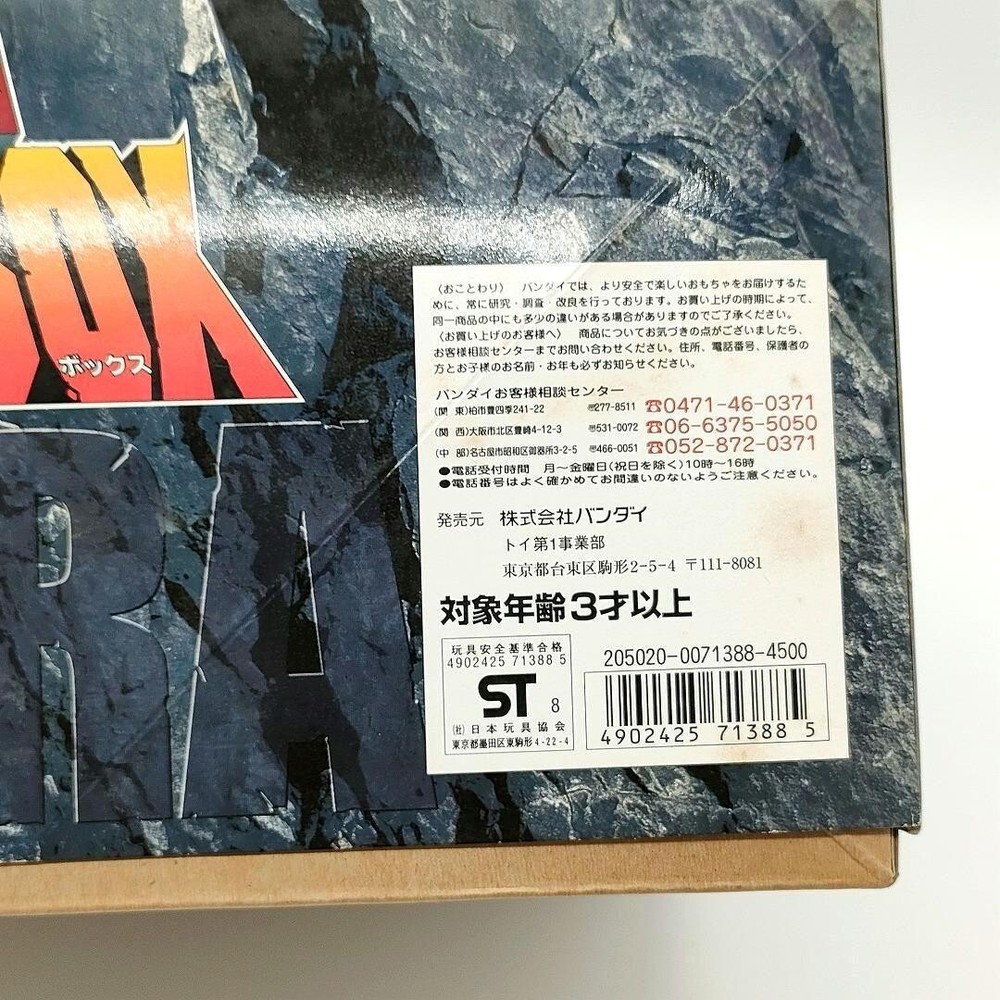 BOX
ボックス
RA
〈おことわり〉 バンダイでは、より安全で楽しいおもちゃをお届けするた
めに、常に研究・調査・改良を行っております。お買い上げの時期によって、
同一商品の中にも多少の違いがある場合がありますのでご了承ください。
〈お買い上げのお客様へ〉 商品についてお気づきの点がございましたら、
お客様相談センターまでお問い合わせください。住所、電話番号、保護者の
方とお子様のお名前・お年も必ずお知らせください。
バンダイお客様相談センター
(関 東)柏市豊四季241-22 〠277-8511 ☎0471-46-0371
(関 西)大阪市北区豊崎4-12-3 〠531-0072 ☎06-6375-5050
(中 部)名古屋市昭和区御器所3-2-5 〠466-0051 ☎052-872-0371
●電話受付時間 月〜金曜日(祝日を除く)10時〜16時
●電話番号はよく確かめてお間違いのないようご注意ください。
発売元 株式会社バンダイ
トイ第1事業部
東京都台東区駒形2-5-4 〒111-8081
対象年齢3才以上
玩具安全基準合格
4902425 71388 5
ST 8
(社)日本玩具協会
東京都墨田区東駒形4-22-4
205020-0071388-4500
4902425 71388 5